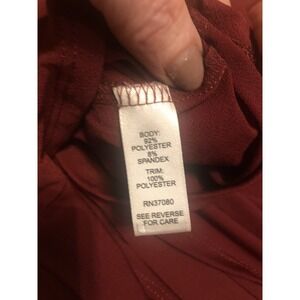 BODY:
92%
POLYESTER
8%
SPANDEX
TRIM:
100%
POLYESTER
RN37080
SEE REVERSE
FOR CARE